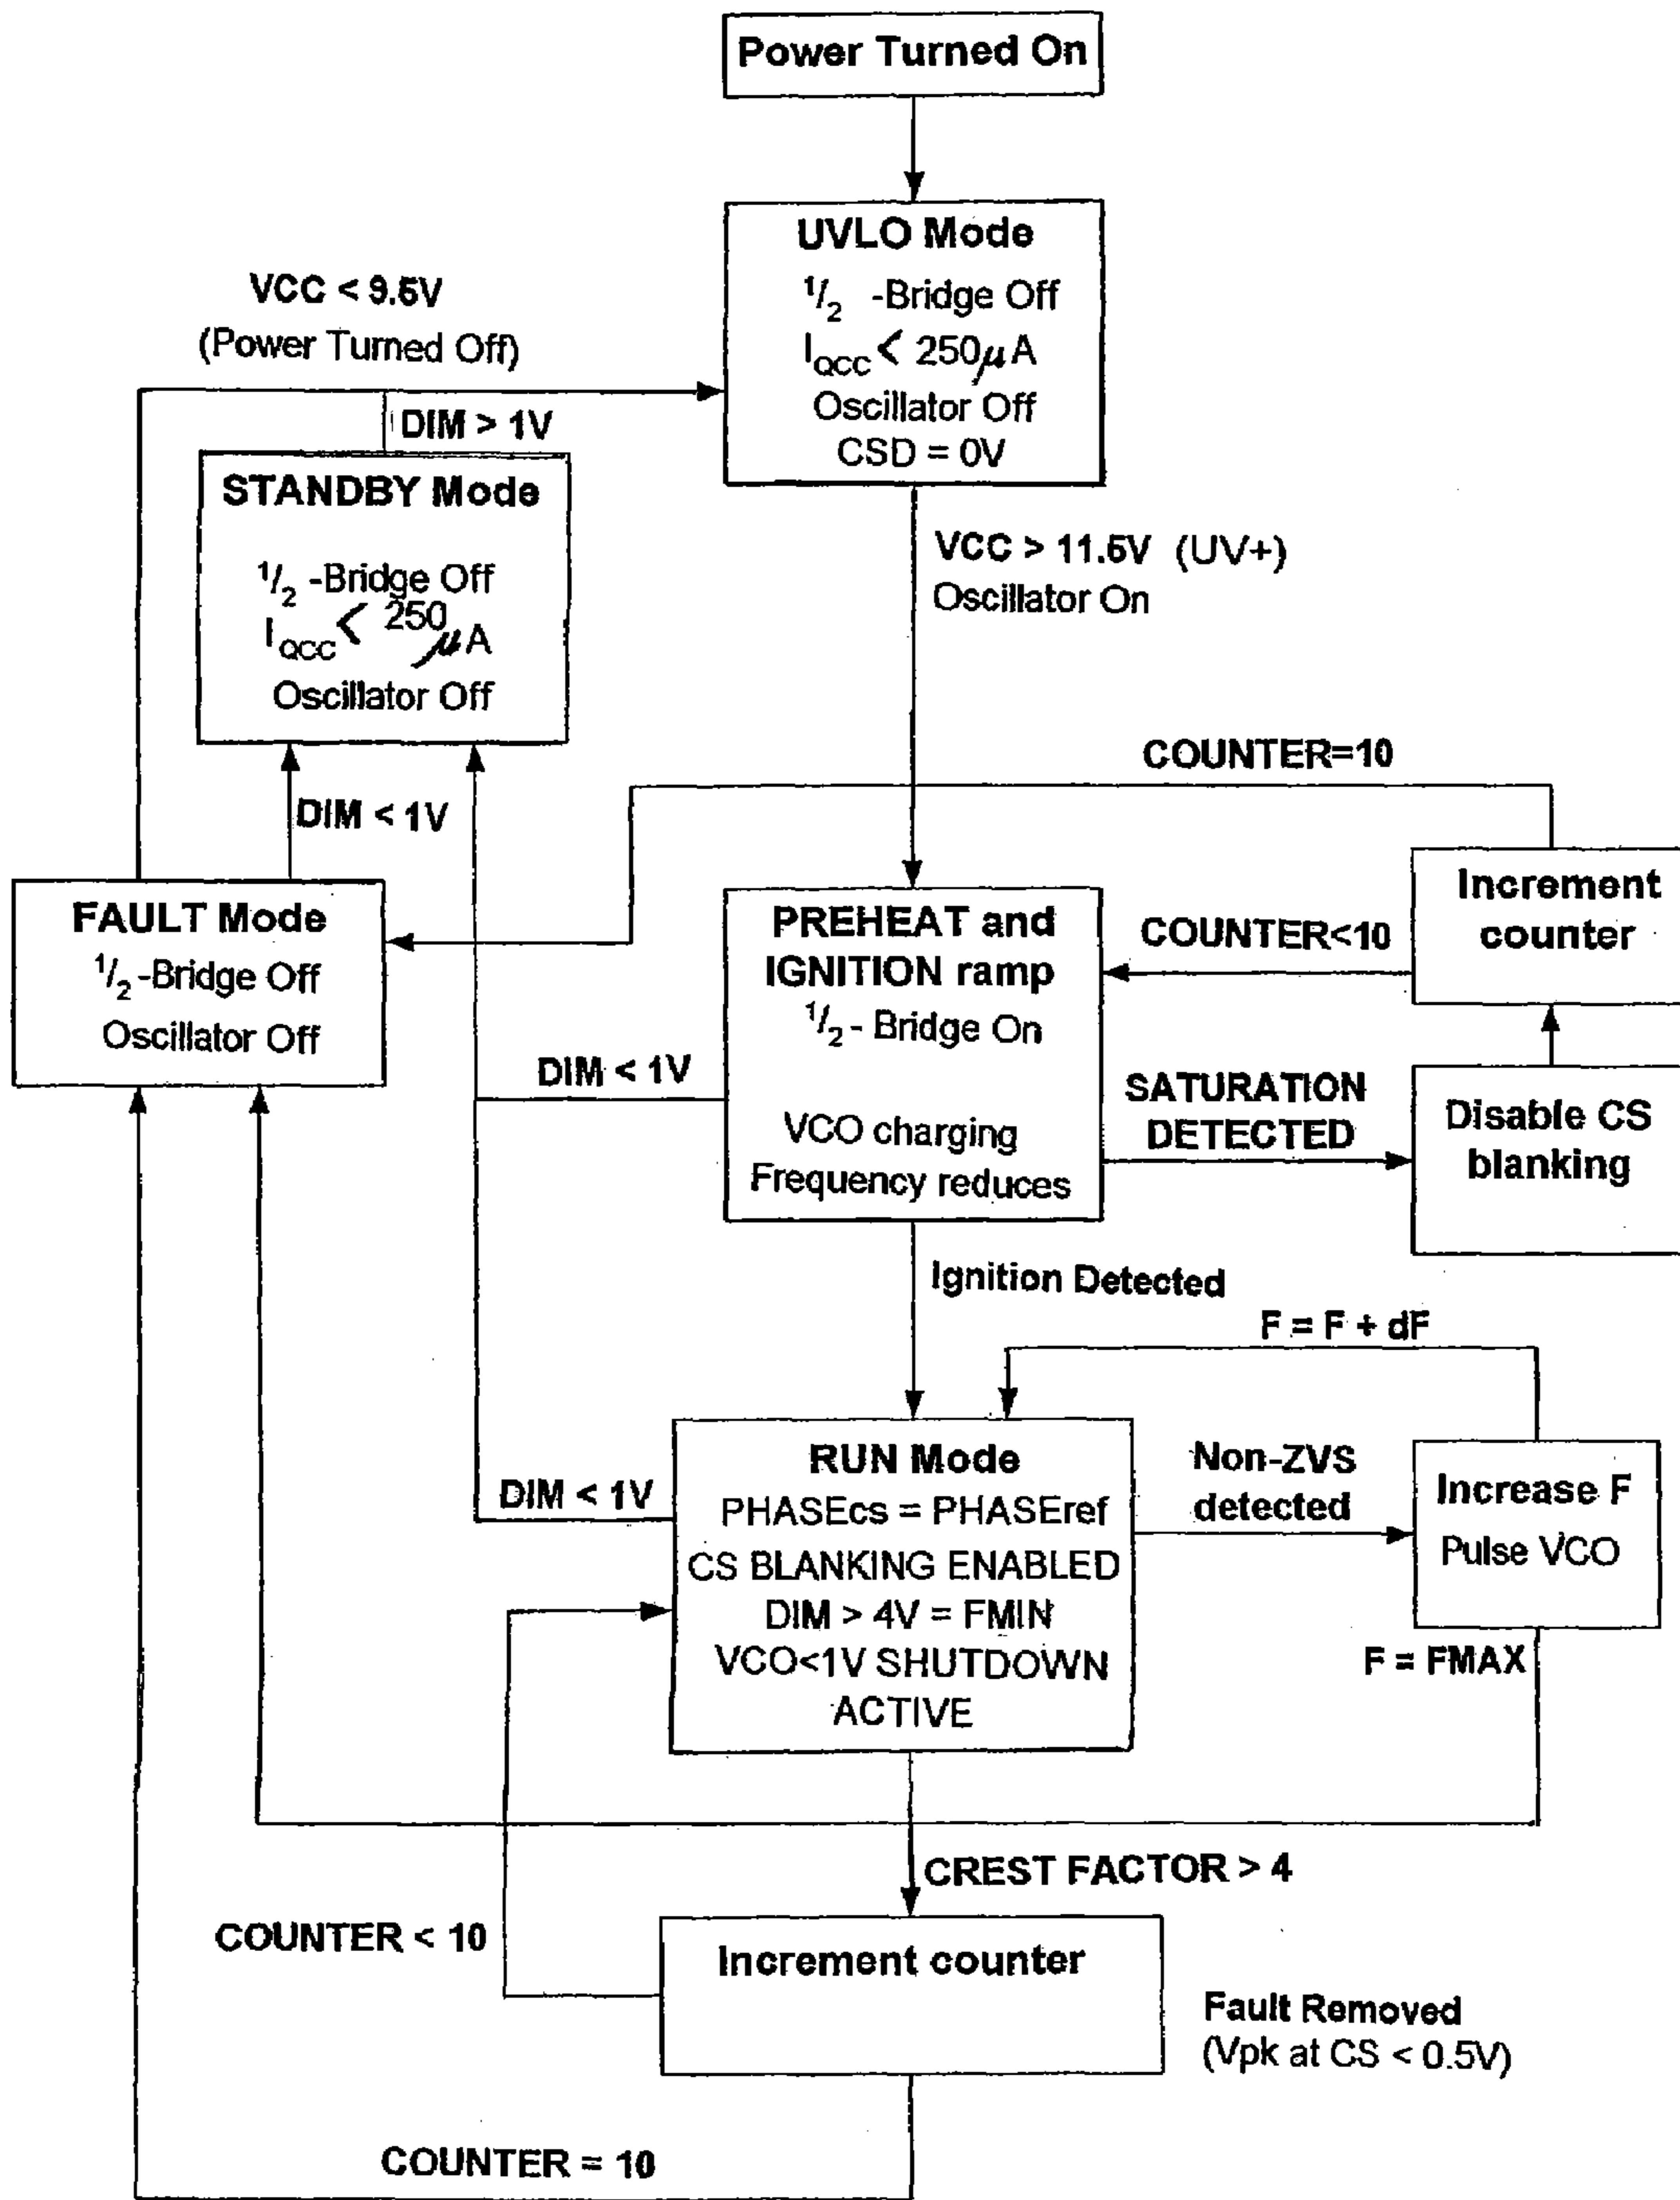 Power Turned On
UVLO Mode
1/2 -Bridge Off
IQCC < 250μA
Oscillator Off
CSD = 0V
VCC < 9.5V
(Power Turned Off)
DIM > 1V
STANDBY Mode
1/2 -Bridge Off
IQCC < 250μA
Oscillator Off
VCC > 11.5V (UV+)
Oscillator On
COUNTER=10
DIM < 1V
Increment
counter
FAULT Mode
1/2 -Bridge Off
Oscillator Off
PREHEAT and
IGNITION ramp
1/2 - Bridge On
VCO charging
Frequency reduces
COUNTER<10
DIM < 1V
SATURATION
DETECTED
Disable CS
blanking
Ignition Detected
F = F + dF
RUN Mode
PHASEcs = PHASEref
CS BLANKING ENABLED
DIM > 4V = FMIN
VCO<1V SHUTDOWN
ACTIVE
DIM < 1V
Non-ZVS
detected
Increase F
Pulse VCO
F = FMAX
CREST FACTOR > 4
COUNTER < 10
Increment counter
Fault Removed
(Vpk at CS < 0.5V)
COUNTER = 10